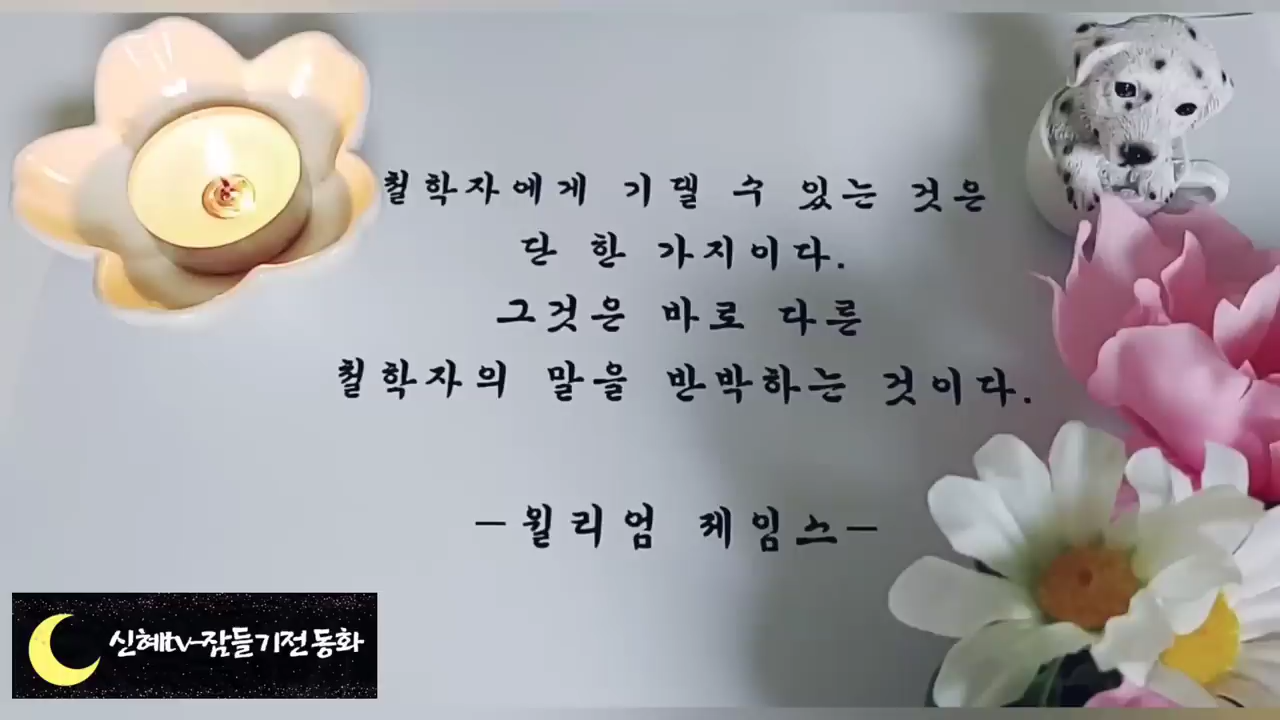 철학자에게 기델 수 있는 것은
단 한 가지이다.
그것은 바로 다른
철학자의 말을 반박하는 것이다.
-윌리엄 제임스-
신혜tv-잠들기전 동화